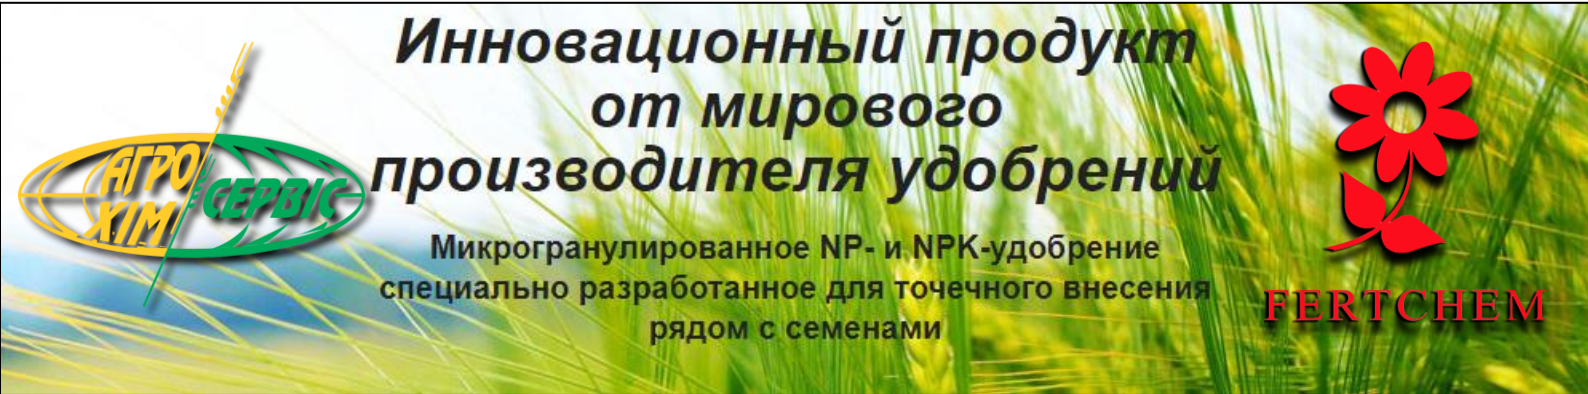 Инновационный продукт
от мирового
производителя удобрений
АГРО
ХІМ
СЕРВІС
Микрогранулированное NP- и NPK-удобрение
специально разработанное для точечного внесения
рядом с семенами
FERTCHEM